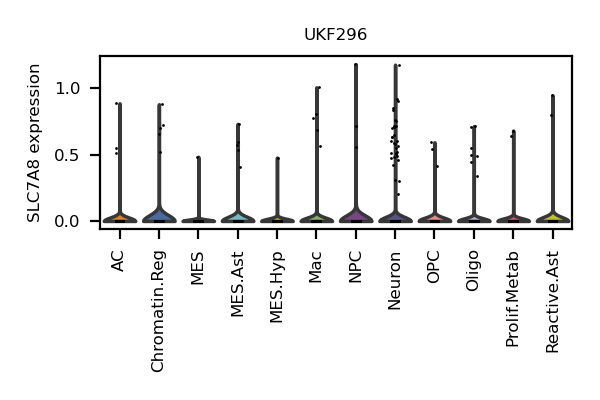 UKF296
SLC7A8 expression
1.0
0.5
0.0
AC
Chromatin.Reg
MES
MES.Ast
MES.Hyp
Mac
NPC
Neuron
OPC
Oligo
Prolif.Metab
Reactive.Ast